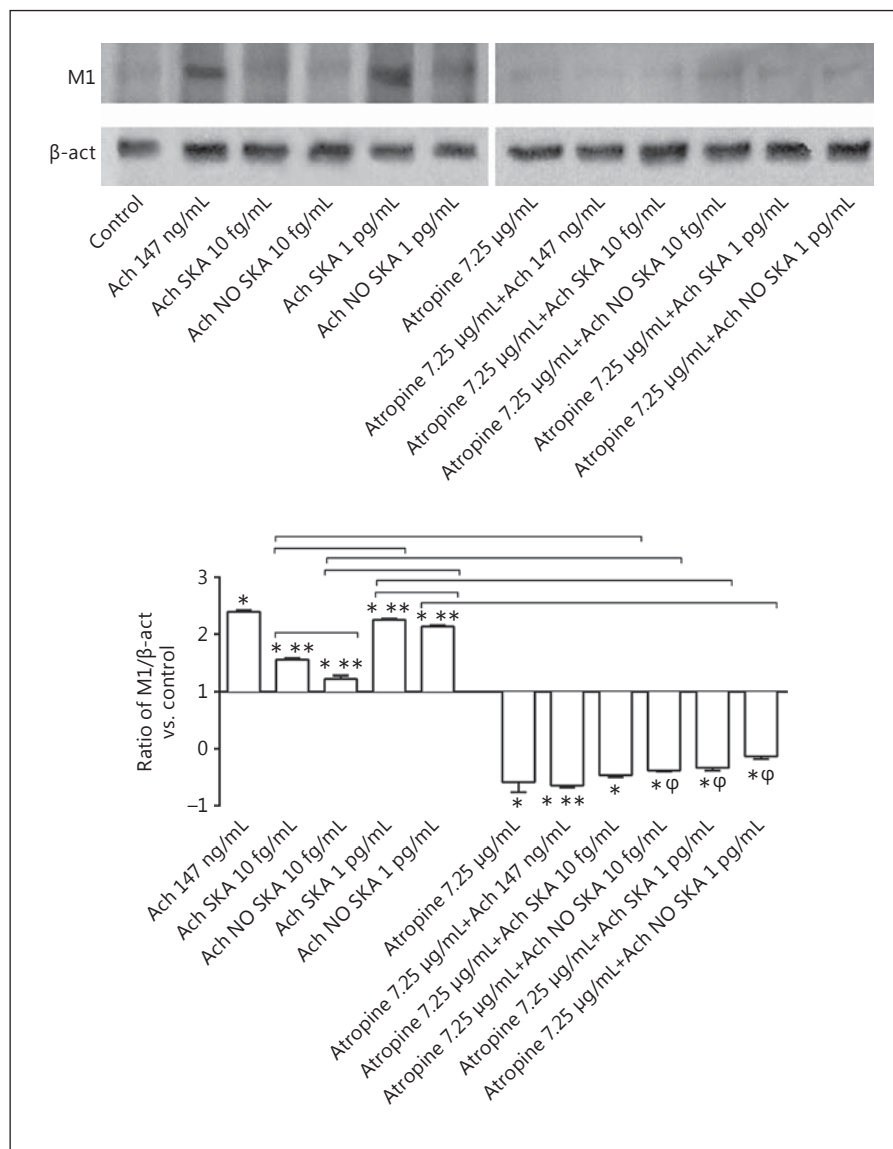 M1
β-act
Control
Ach 147 ng/mL
Ach SKA 10 fg/mL
Ach NO SKA 10 fg/mL
Ach SKA 1 pg/mL
Ach NO SKA 1 pg/mL
Atropine 7.25 μg/mL
Atropine 7.25 μg/mL+Ach 147 ng/mL
Atropine 7.25 μg/mL+Ach SKA 10 fg/mL
Atropine 7.25 μg/mL+Ach NO SKA 10 fg/mL
Atropine 7.25 μg/mL+Ach SKA 1 pg/mL
Atropine 7.25 μg/mL+Ach NO SKA 1 pg/mL
Ratio of M1/β-act
vs. control
3
2
1
0
–1
*
* **
* **
* **
* **
*
* **
*
*φ
*φ
*φ
Ach 147 ng/mL
Ach SKA 10 fg/mL
Ach NO SKA 10 fg/mL
Ach SKA 1 pg/mL
Ach NO SKA 1 pg/mL
Atropine 7.25 μg/mL
Atropine 7.25 μg/mL+Ach 147 ng/mL
Atropine 7.25 μg/mL+Ach SKA 10 fg/mL
Atropine 7.25 μg/mL+Ach NO SKA 10 fg/mL
Atropine 7.25 μg/mL+Ach SKA 1 pg/mL
Atropine 7.25 μg/mL+Ach NO SKA 1 pg/mL